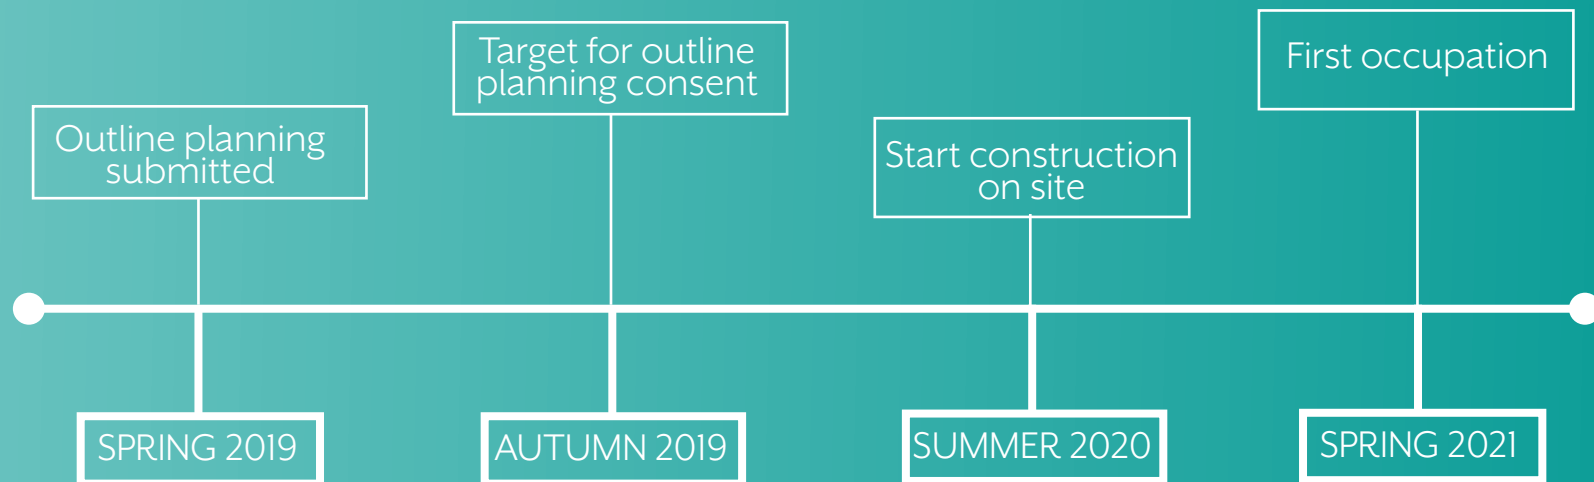 Outline planning
submitted
Target for outline
planning consent
Start construction
on site
First occupation
SPRING 2019
AUTUMN 2019
SUMMER 2020
SPRING 2021